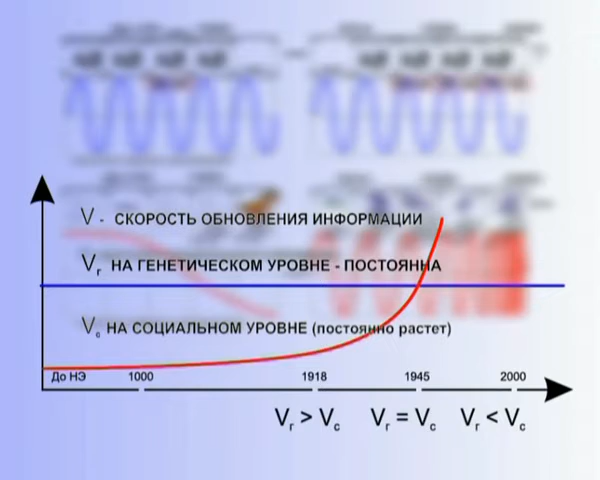 V - СКОРОСТЬ ОБНОВЛЕНИЯ ИНФОРМАЦИИ
Vг НА ГЕНЕТИЧЕСКОМ УРОВНЕ - ПОСТОЯННА
Vс НА СОЦИАЛЬНОМ УРОВНЕ (постоянно растет)
До НЭ 1000 1918 1945 2000
Vг > Vс Vг = Vс Vг < Vс